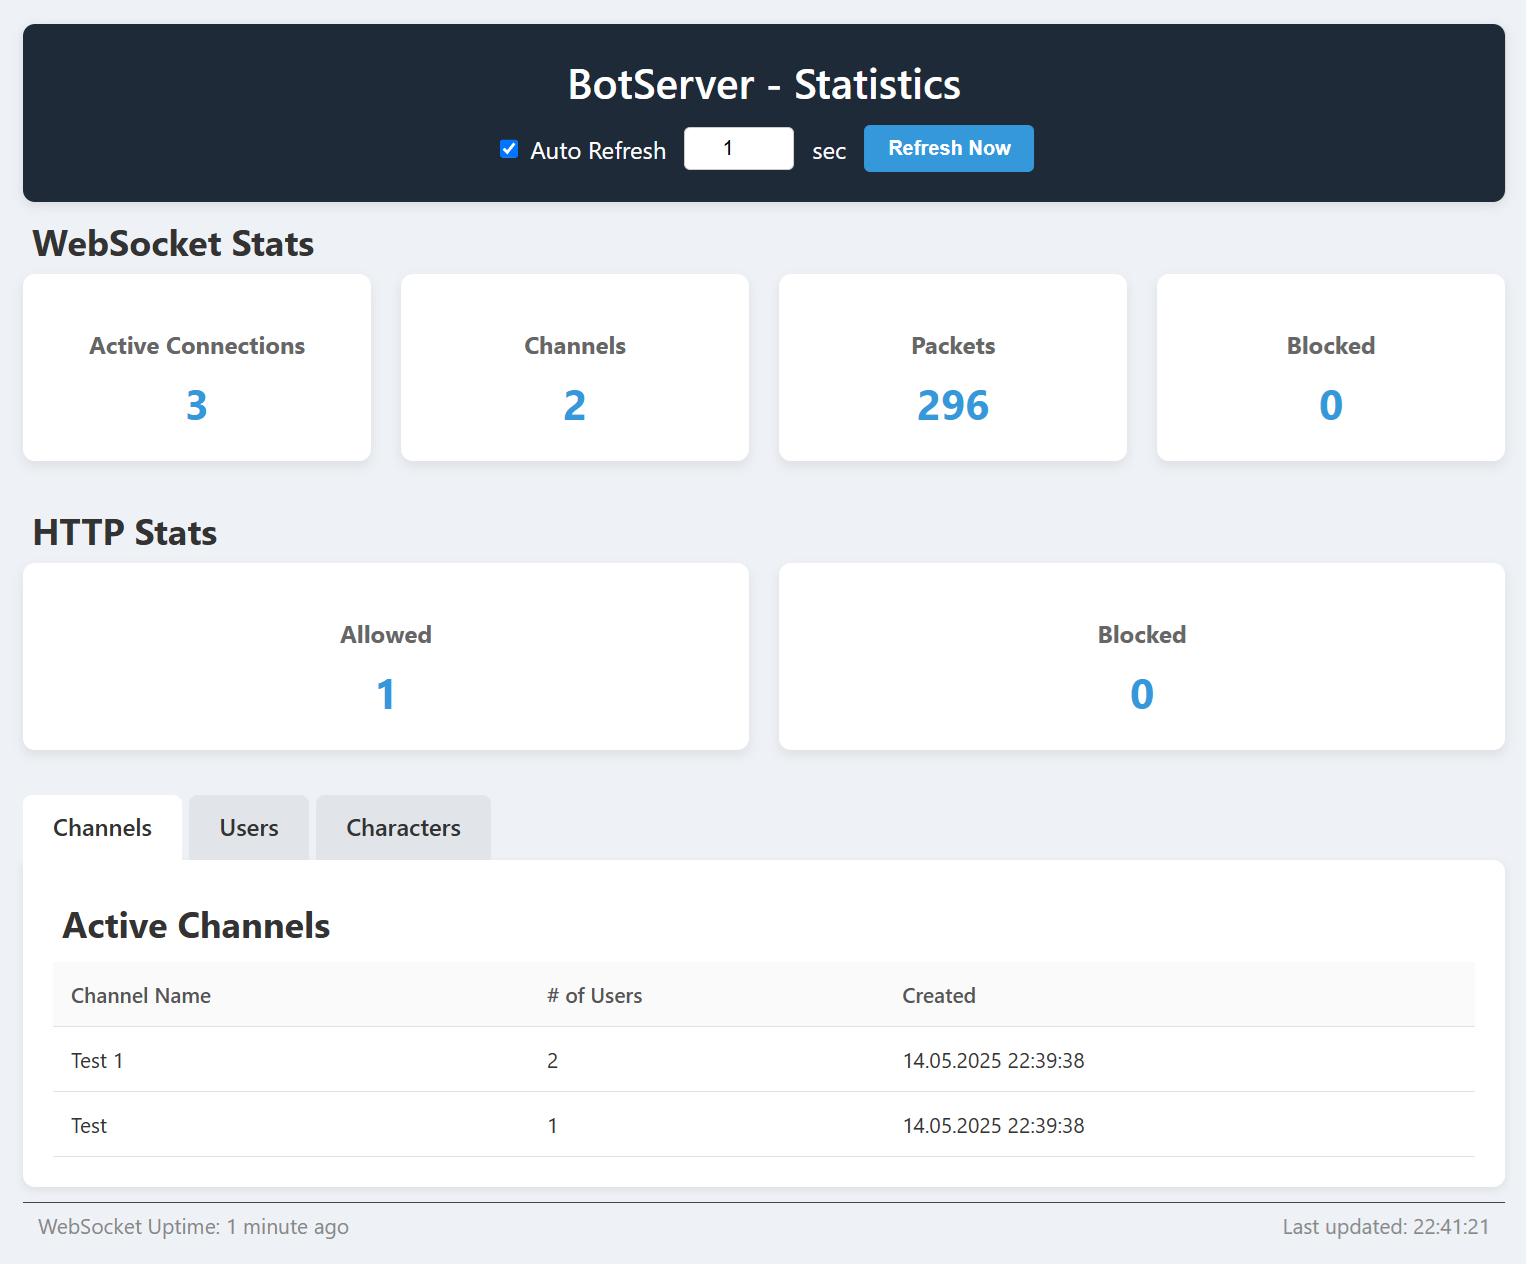 BotServer - Statistics
Auto Refresh 1 sec Refresh Now
WebSocket Stats
Active Connections Channels Packets Blocked
3 2 296 0
HTTP Stats
Allowed Blocked
1 0
Channels Users Characters
Active Channels
Channel Name # of Users Created
Test 1 2 14.05.2025 22:39:38
Test 1 14.05.2025 22:39:38
WebSocket Uptime: 1 minute ago Last updated: 22:41:21